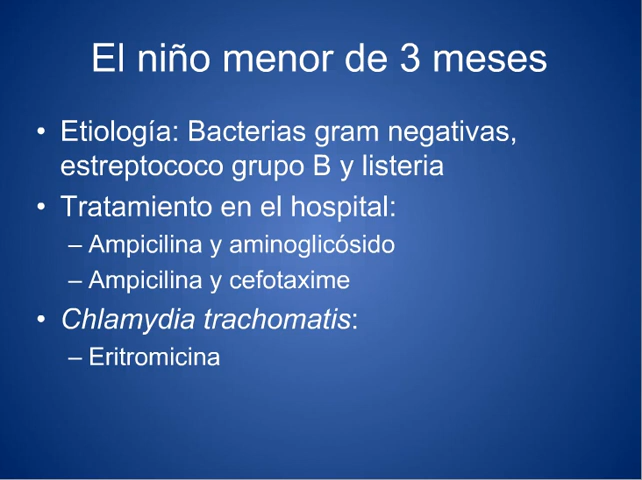 El niño menor de 3 meses
• Etiología: Bacterias gram negativas,
estreptococo grupo B y listeria
• Tratamiento en el hospital:
– Ampicilina y aminoglicósido
– Ampicilina y cefotaxime
• Chlamydia trachomatis:
– Eritromicina